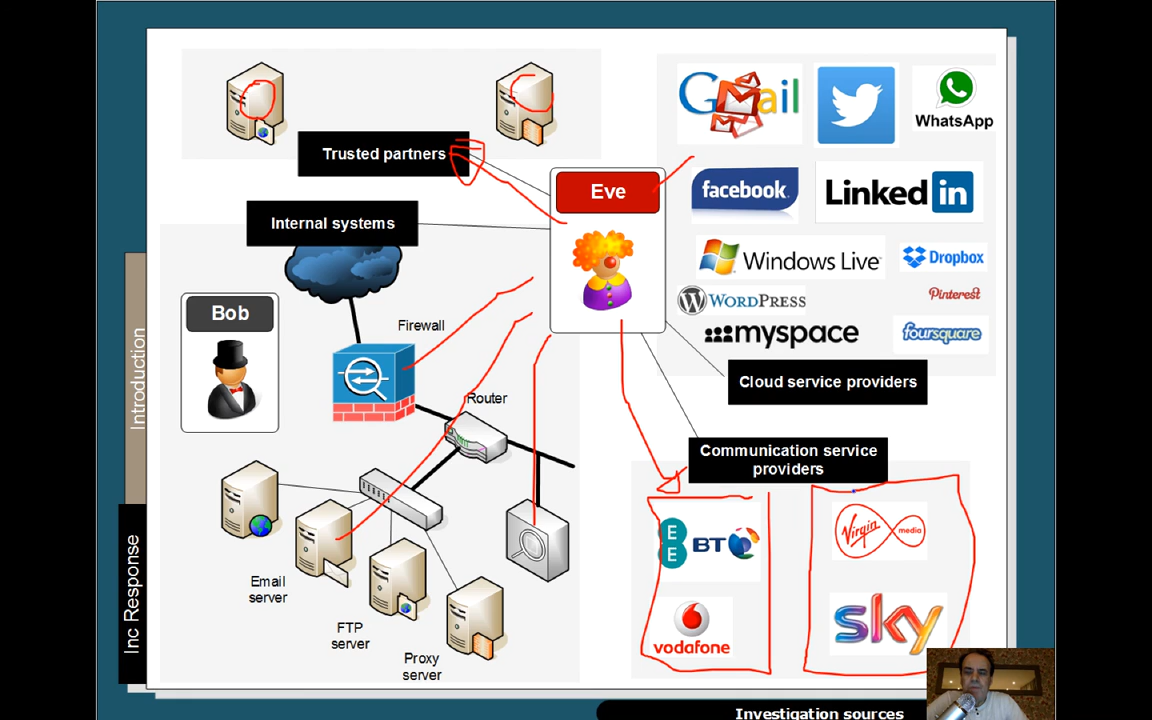 Gmail
WhatsApp
Trusted partners
Eve
facebook
Linked in
Internal systems
Windows Live
Dropbox
WORDPRESS
Pinterest
Bob
Firewall
myspace
foursquare
Introduction
Cloud service providers
Router
Communication service
providers
EE
BT
Virgin
media
Email
server
FTP
server
sky
vodafone
Proxy
server
Inc Response
Investigation sources